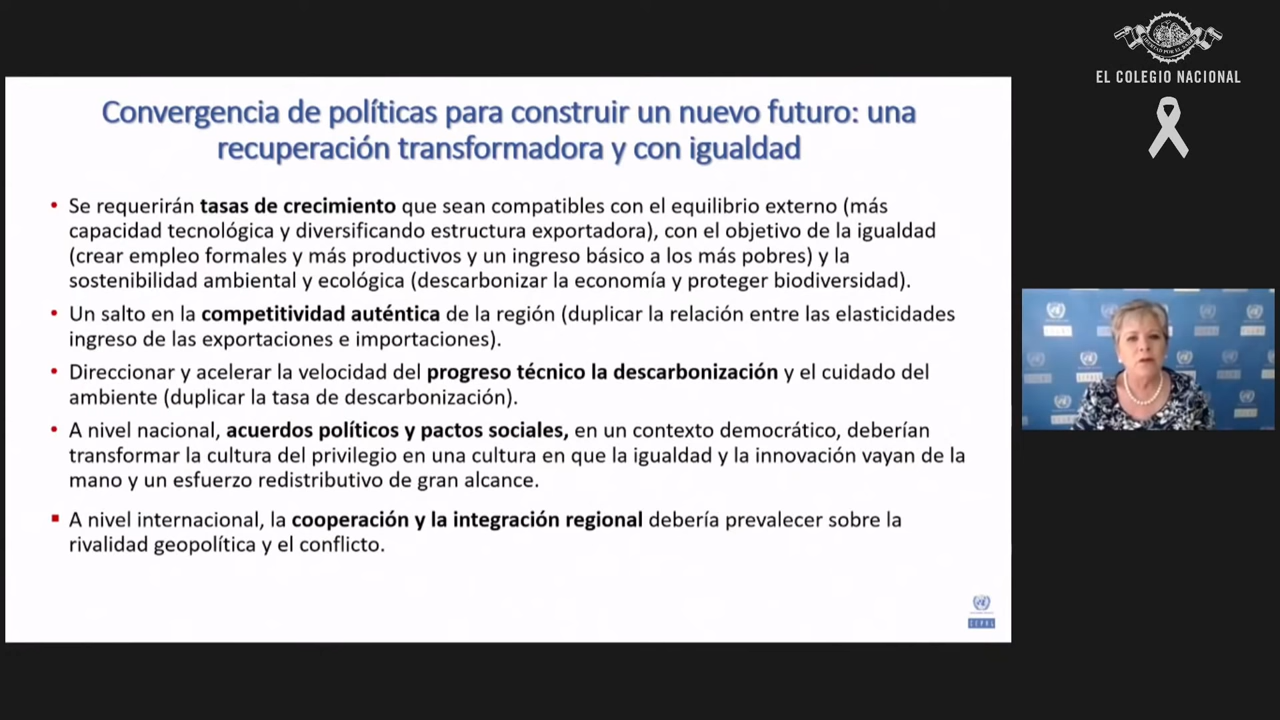 EL COLEGIO NACIONAL
Convergencia de políticas para construir un nuevo futuro: una
recuperación transformadora y con igualdad
• Se requerirán tasas de crecimiento que sean compatibles con el equilibrio externo (más
capacidad tecnológica y diversificando estructura exportadora), con el objetivo de la igualdad
(crear empleo formales y más productivos y un ingreso básico a los más pobres) y la
sostenibilidad ambiental y ecológica (descarbonizar la economía y proteger biodiversidad).
• Un salto en la competitividad auténtica de la región (duplicar la relación entre las elasticidades
ingreso de las exportaciones e importaciones).
• Direccionar y acelerar la velocidad del progreso técnico la descarbonización y el cuidado del
ambiente (duplicar la tasa de descarbonización).
• A nivel nacional, acuerdos políticos y pactos sociales, en un contexto democrático, deberían
transformar la cultura del privilegio en una cultura en que la igualdad y la innovación vayan de la
mano y un esfuerzo redistributivo de gran alcance.
▪ A nivel internacional, la cooperación y la integración regional debería prevalecer sobre la
rivalidad geopolítica y el conflicto.
CEPAL